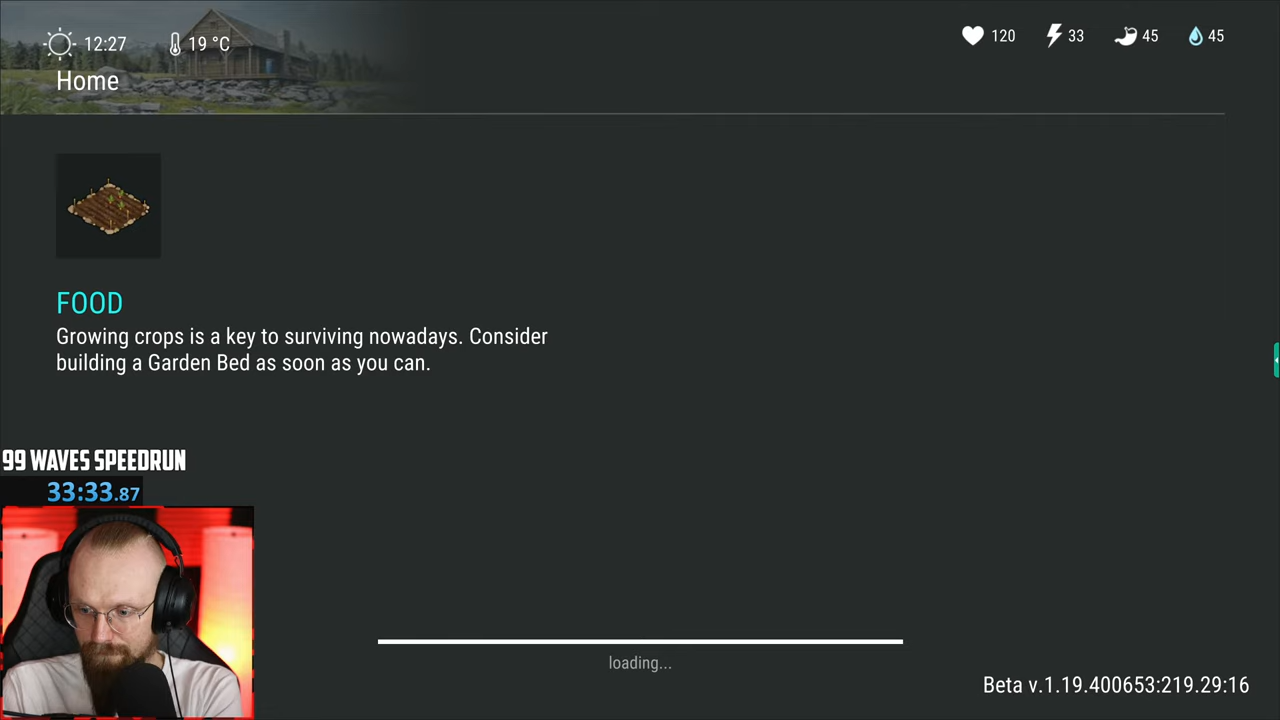 12:27
19 °C
120
33
45
45
Home
FOOD
Growing crops is a key to surviving nowadays. Consider
building a Garden Bed as soon as you can.
99 WAVES SPEEDRUN
33:33.87
loading...
Beta v.1.19.400653:219.29:16